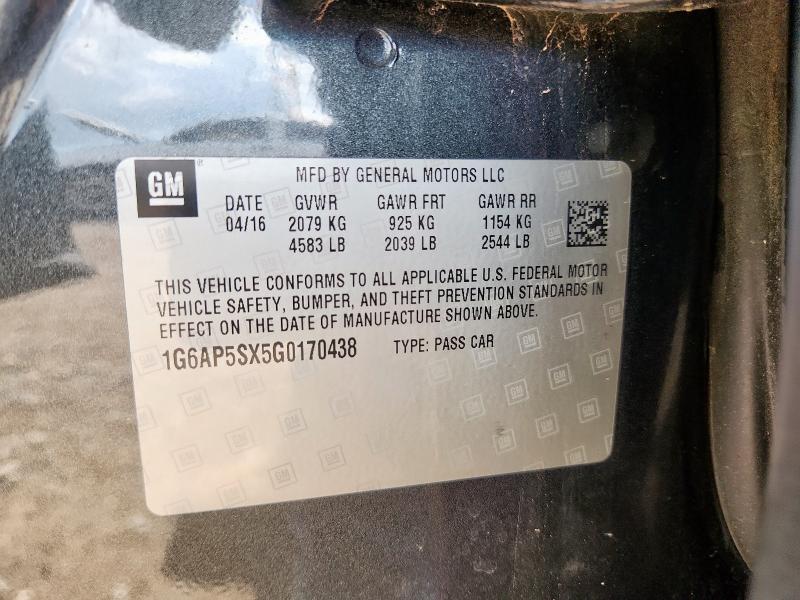 GM
MFD BY GENERAL MOTORS LLC
DATE GVWR GAWR FRT GAWR RR
04/16 2079 KG 925 KG 1154 KG
4583 LB 2039 LB 2544 LB
THIS VEHICLE CONFORMS TO ALL APPLICABLE U.S. FEDERAL MOTOR
VEHICLE SAFETY, BUMPER, AND THEFT PREVENTION STANDARDS IN
EFFECT ON THE DATE OF MANUFACTURE SHOWN ABOVE.
1G6AP5SX5G0170438 TYPE: PASS CAR